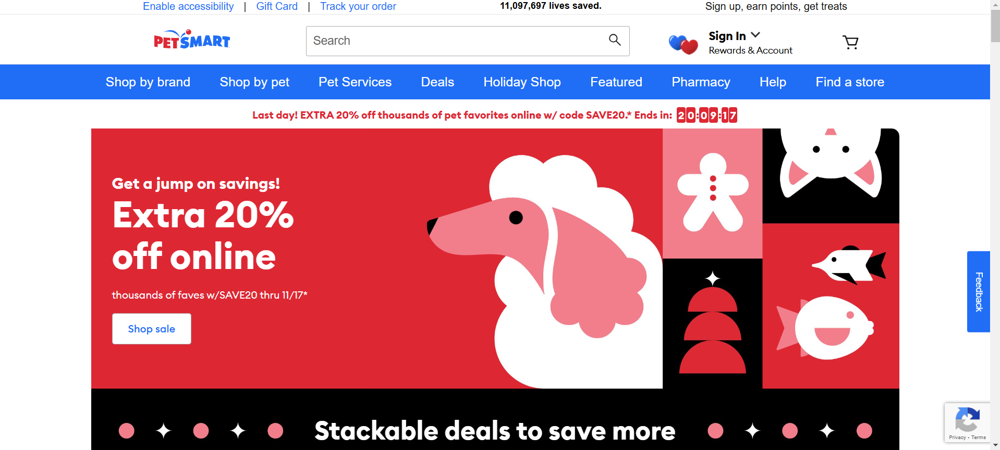 Enable accessibility | Gift Card | Track your order
11,097,697 lives saved.
Sign up, earn points, get treats
PETSMART
Search
Sign In
Rewards & Account
Shop by brand
Shop by pet
Pet Services
Deals
Holiday Shop
Featured
Pharmacy
Help
Find a store
Last day! EXTRA 20% off thousands of pet favorites online w/ code SAVE20.* Ends in: 20:09:17
Get a jump on savings!
Extra 20%
off online
thousands of faves w/SAVE20 thru 11/17*
Shop sale
Feedback
Stackable deals to save more
Privacy - Terms